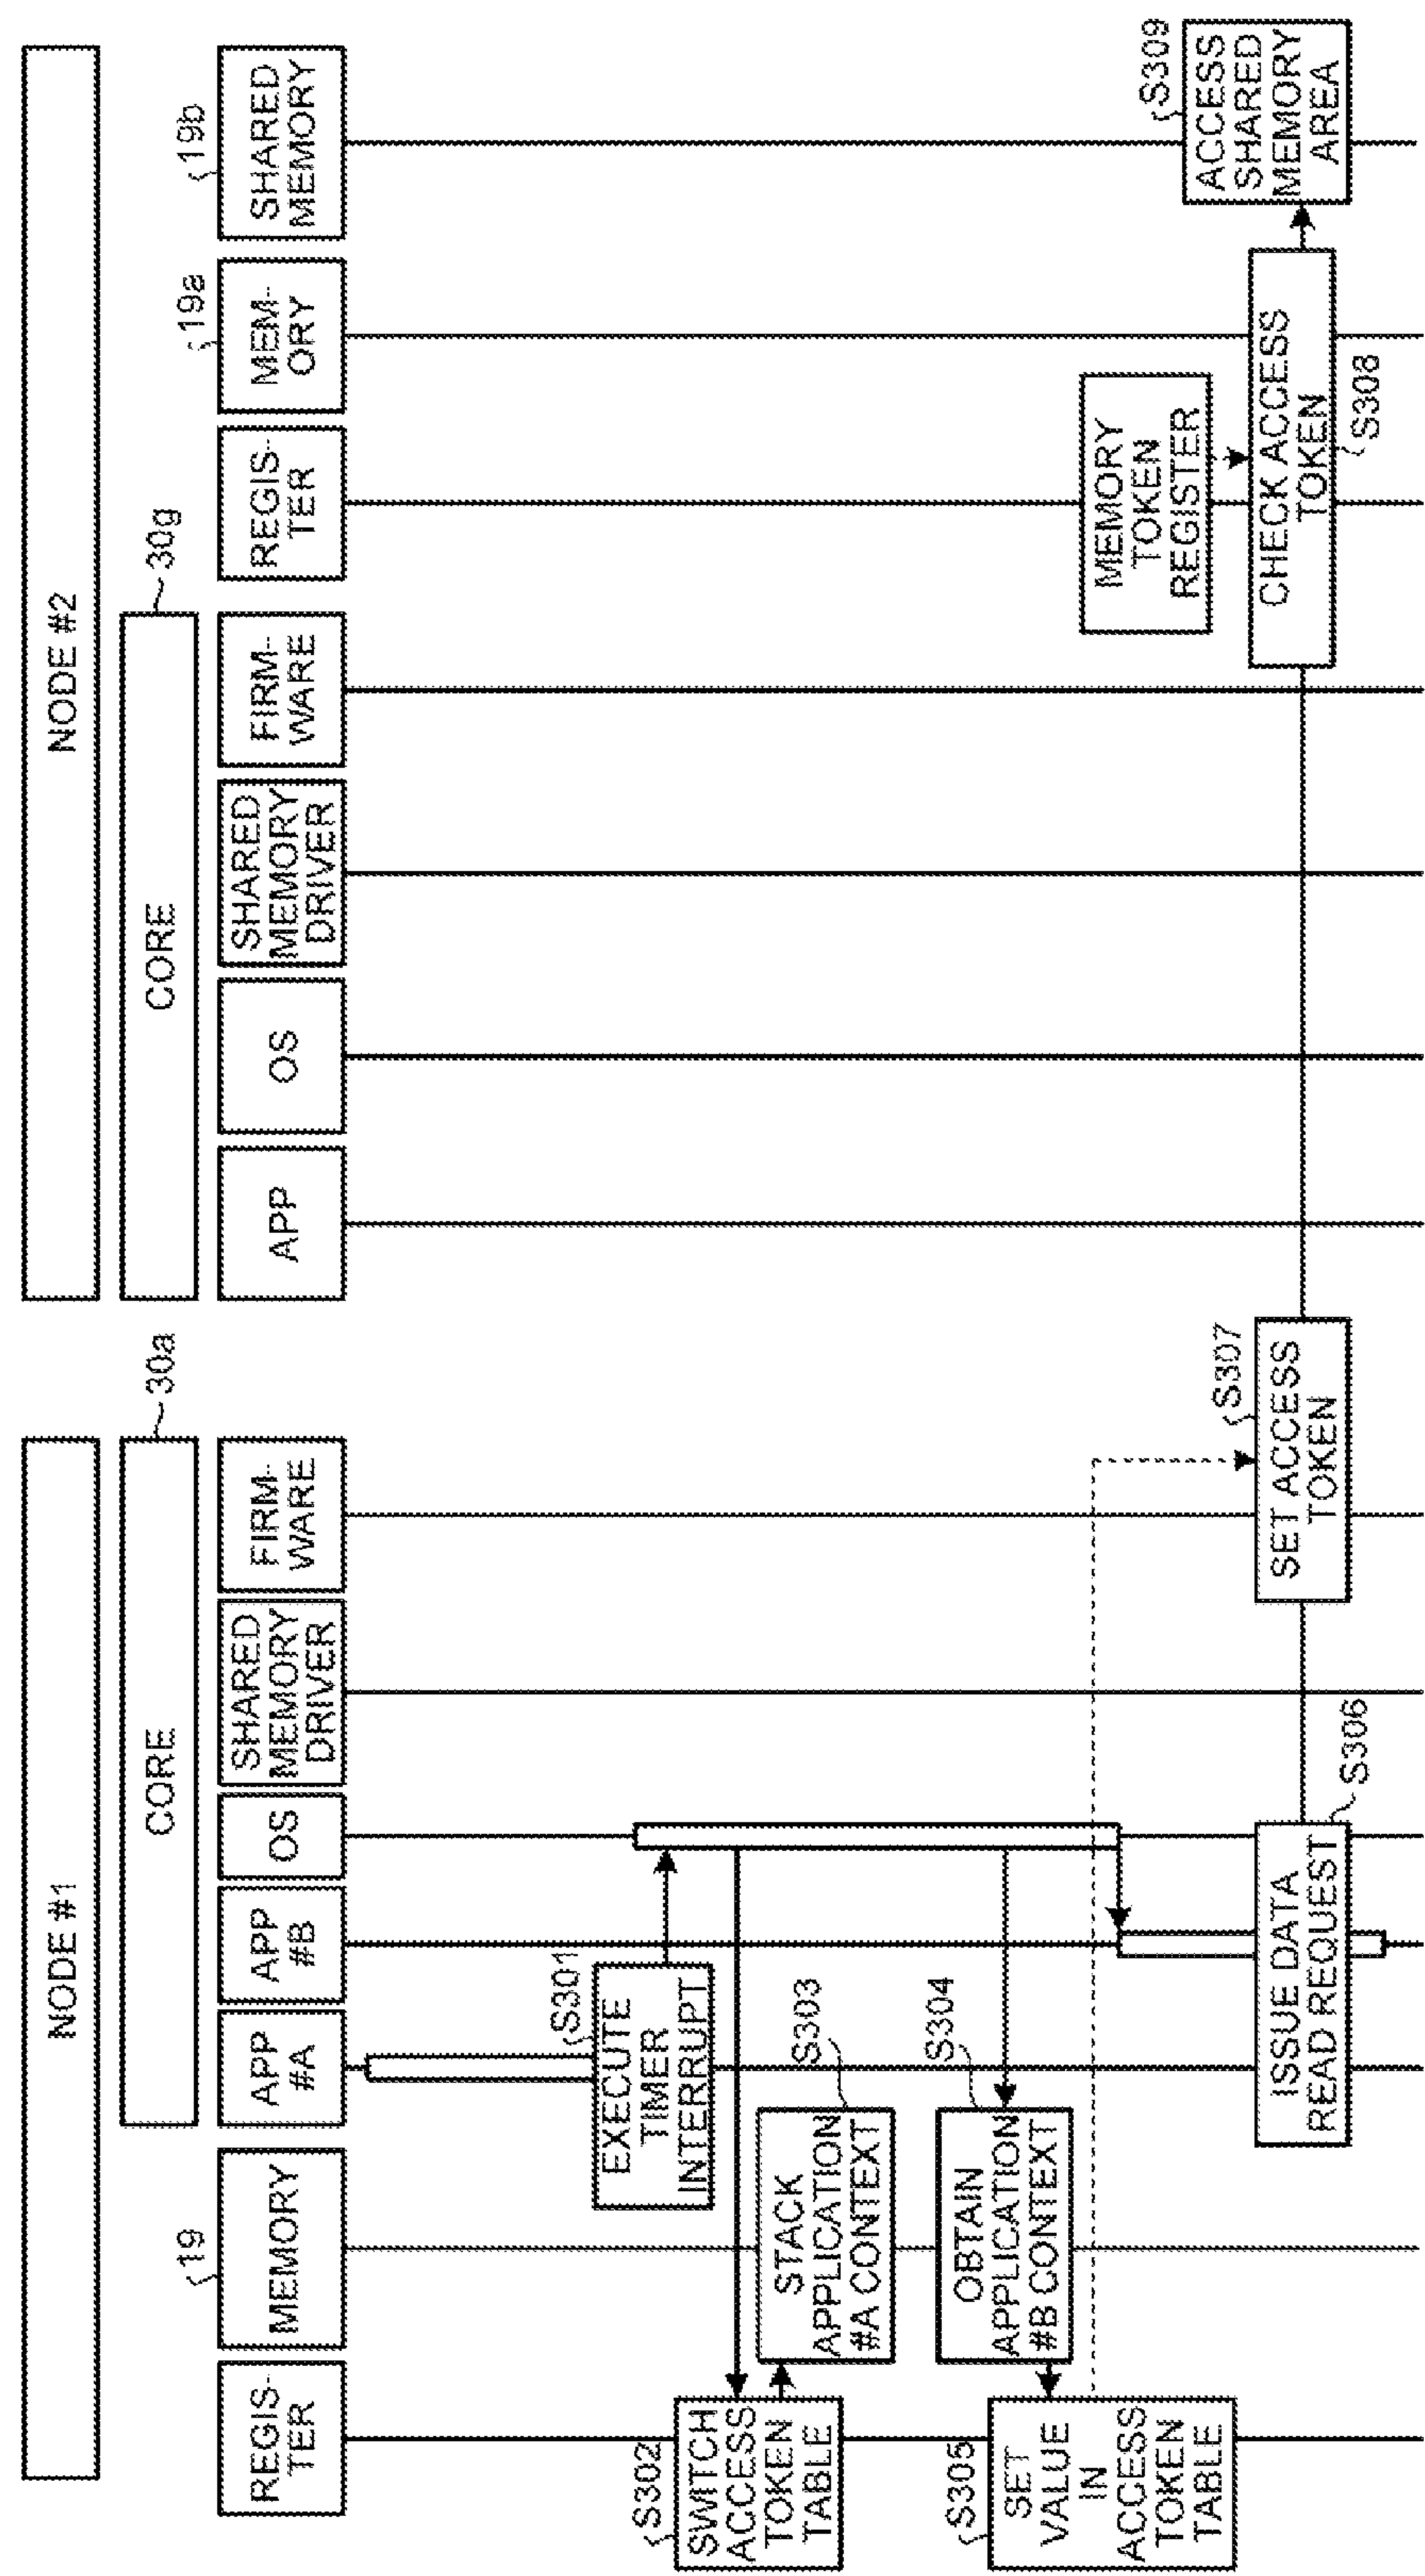 NODE #1
NODE #2
CORE
30a
CORE
30g
REGIS-
TER
19
MEMORY
APP
#A
APP
#B
OS
SHARED
MEMORY
DRIVER
FIRM-
WARE
APP
OS
SHARED
MEMORY
DRIVER
FIRM-
WARE
REGIS-
TER
19a
MEM-
ORY
19b
SHARED
MEMORY
S301
EXECUTE
TIMER
INTERRUPT
S302
SWITCH
ACCESS
TOKEN
TABLE
S303
STACK
APPLICATION
#A CONTEXT
S304
OBTAIN
APPLICATION
#B CONTEXT
S305
SET
VALUE
IN
ACCESS
TOKEN
TABLE
S306
ISSUE DATA
READ REQUEST
S307
SET ACCESS
TOKEN
MEMORY
TOKEN
REGISTER
CHECK ACCESS
TOKEN
S308
S309
ACCESS
SHARED
MEMORY
AREA